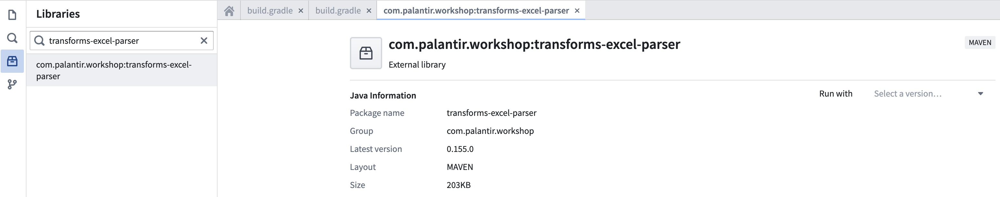 Libraries
transforms-excel-parser
com.palantir.workshop:transforms-excel-
parser
build.gradle
build.gradle
com.palantir.workshop:transforms-excel-parser
com.palantir.workshop:transforms-excel-parser
MAVEN
External library
Java Information
Run with Select a version...
Package name transforms-excel-parser
Group com.palantir.workshop
Latest version 0.155.0
Layout MAVEN
Size 203KB